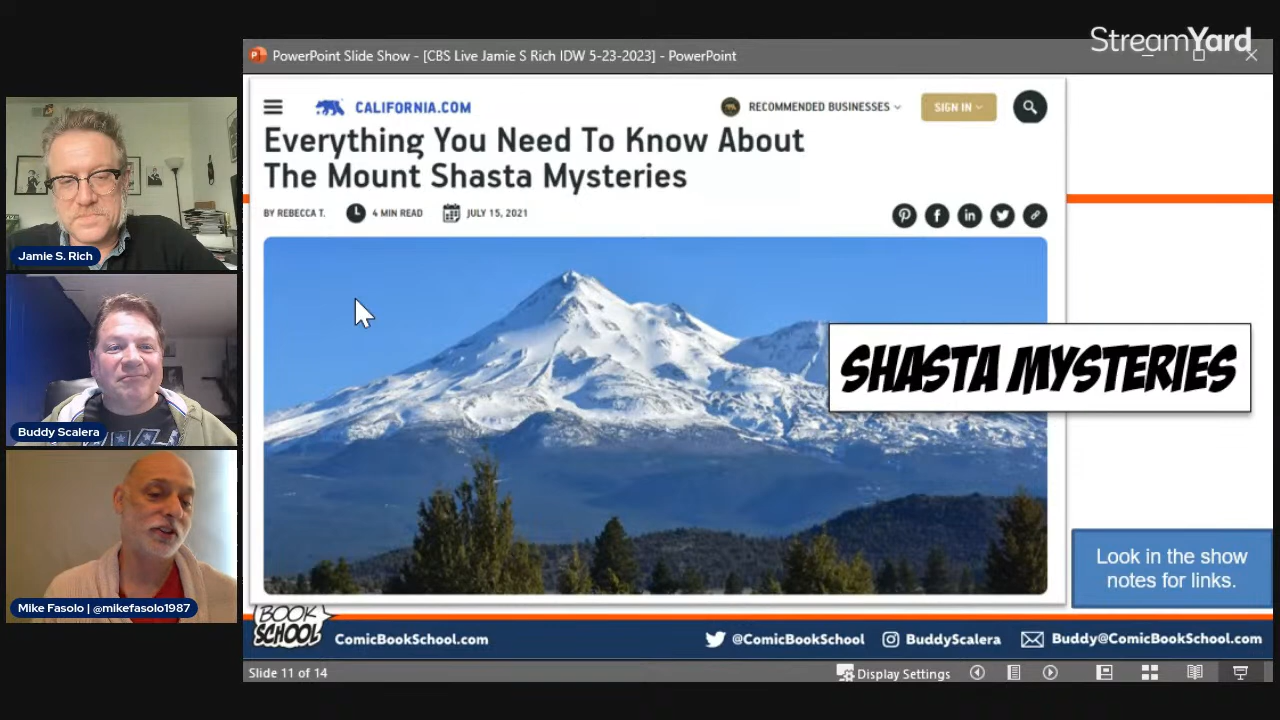 StreamYard
PowerPoint Slide Show - [CBS Live Jamie S Rich IDW 5-23-2023] - PowerPoint
CALIFORNIA.COM
RECOMMENDED BUSINESSES
SIGN IN
Everything You Need To Know About
The Mount Shasta Mysteries
BY REBECCA T.
4 MIN READ
JULY 15, 2021
SHASTA MYSTERIES
Jamie S. Rich
Buddy Scalera
Mike Fasolo | @mikefasolo1987
Look in the show
notes for links.
BOOK
SCHOOL
ComicBookSchool.com
@ComicBookSchool
BuddyScalera
Buddy@ComicBookSchool.com
Slide 11 of 14
Display Settings